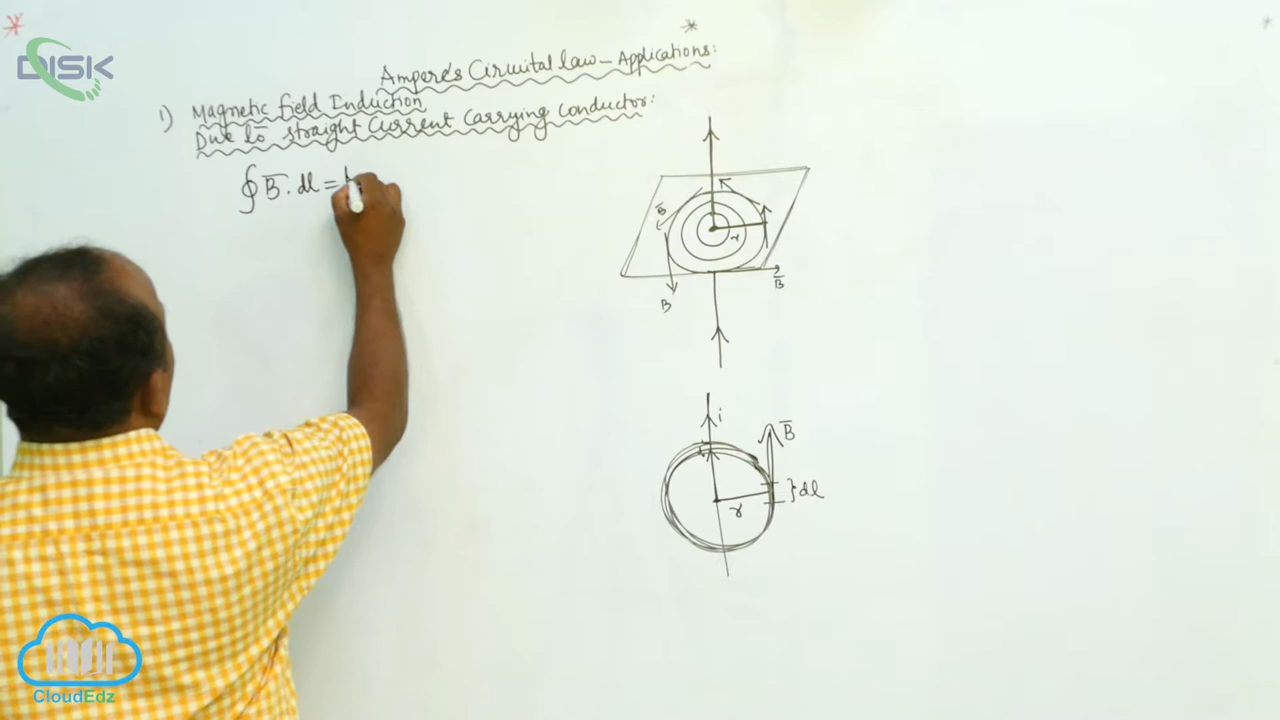 *
*
DISK
Ampere's Circuital law - Applications:
1) Magnetic field Induction
Due to straight current carrying conductor:
∮ B̅. dl =
B̅
r
B
B̅
i
B̅
r
}dl
CloudEdz